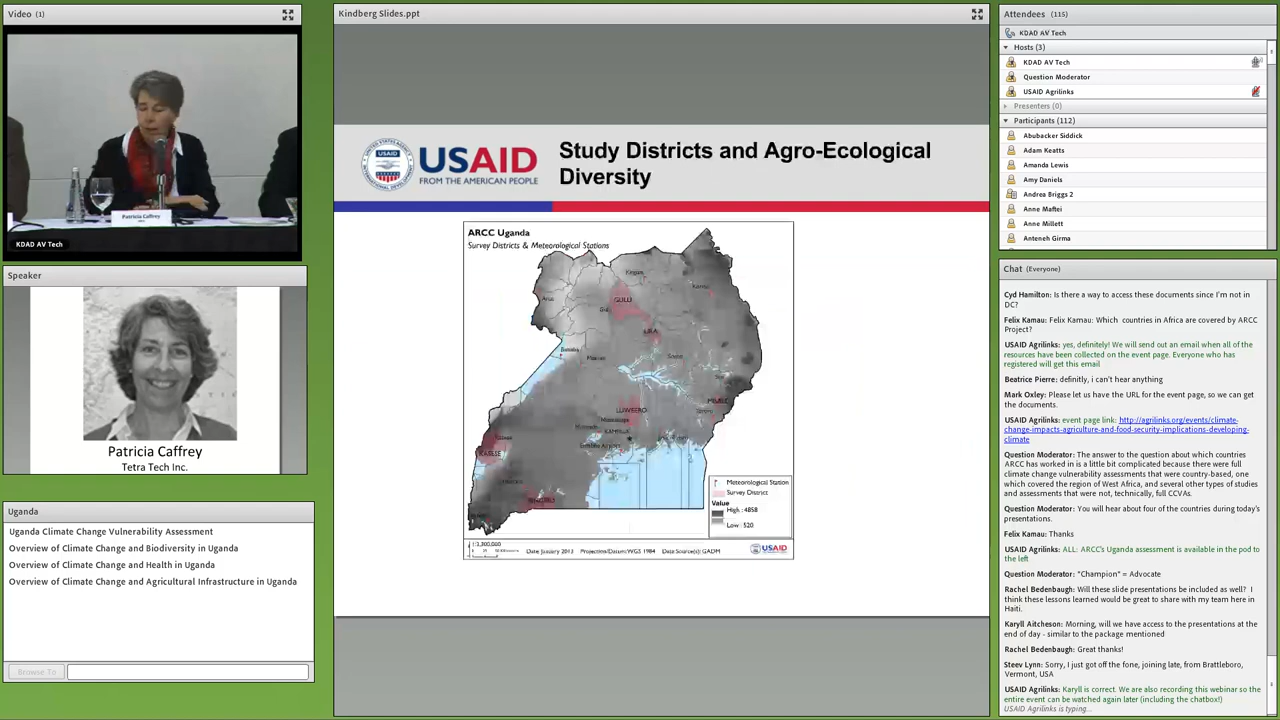 Video (1)
Patricia Caffrey
KDAD AV Tech
Speaker
Patricia Caffrey
Tetra Tech Inc.
Uganda
Uganda Climate Change Vulnerability Assessment
Overview of Climate Change and Biodiversity in Uganda
Overview of Climate Change and Health in Uganda
Overview of Climate Change and Agricultural Infrastructure in Uganda
Browse To
Kindberg Slides.ppt
USAID
USAID
FROM THE AMERICAN PEOPLE
Study Districts and Agro-Ecological
Diversity
ARCC Uganda
Survey Districts & Meteorological Stations
GULU
LIRA
LUWEERO
KAMPALA
KASESE
Meteorological Station
Survey District
Value
High : 4858
Low : 520
Date: January 2013 Projection/Datum: WGS 1984 Data Source(s): GADM
USAID
Attendees (115)
KDAD AV Tech
Hosts (3)
KDAD AV Tech
Question Moderator
USAID Agrilinks
Presenters (0)
Participants (112)
Abubacker Siddick
Adam Keatts
Amanda Lewis
Amy Daniels
Andrea Briggs 2
Anne Maftei
Anne Millett
Anteneh Girma
Chat (Everyone)
Cyd Hamilton: Is there a way to access these documents since I'm not in
DC?
Felix Kamau: Felix Kamau: Which countries in Africa are covered by ARCC
Project?
USAID Agrilinks: yes, definitely! We will send out an email when all of the
resources have been collected on the event page. Everyone who has
registered will get this email
Beatrice Pierre: definitly, i can't hear anything
Mark Oxley: Please let us have the URL for the event page, so we can get
the documents.
USAID Agrilinks: event page link: http://agrilinks.org/events/climate-
change-impacts-agriculture-and-food-security-implications-developing-
climate
Question Moderator: The answer to the question about which countries
ARCC has worked in is a little bit complicated because there were full
climate change vulnerability assessments that were country-based, one
which covered the region of West Africa, and several other types of studies
and assessments that were not, technically, full CCVAs.
Question Moderator: You will hear about four of the countries during today's
presentations.
Felix Kamau: Thanks
USAID Agrilinks: ALL: ARCC's Uganda assessment is available in the pod to
the left
Question Moderator: "Champion" = Advocate
Rachel Bedenbaugh: Will these slide presentations be included as well? I
think these lessons learned would be great to share with my team here in
Haiti.
Karyll Aitcheson: Morning, will we have access to the presentations at the
end of day - similar to the package mentioned
Rachel Bedenbaugh: Great thanks!
Steev Lynn: Sorry, I just got off the fone, joining late, from Brattleboro,
Vermont, USA
USAID Agrilinks: Karyll is correct. We are also recording this webinar so the
entire event can be watched again later (including the chatbox!)
USAID Agrilinks is typing...